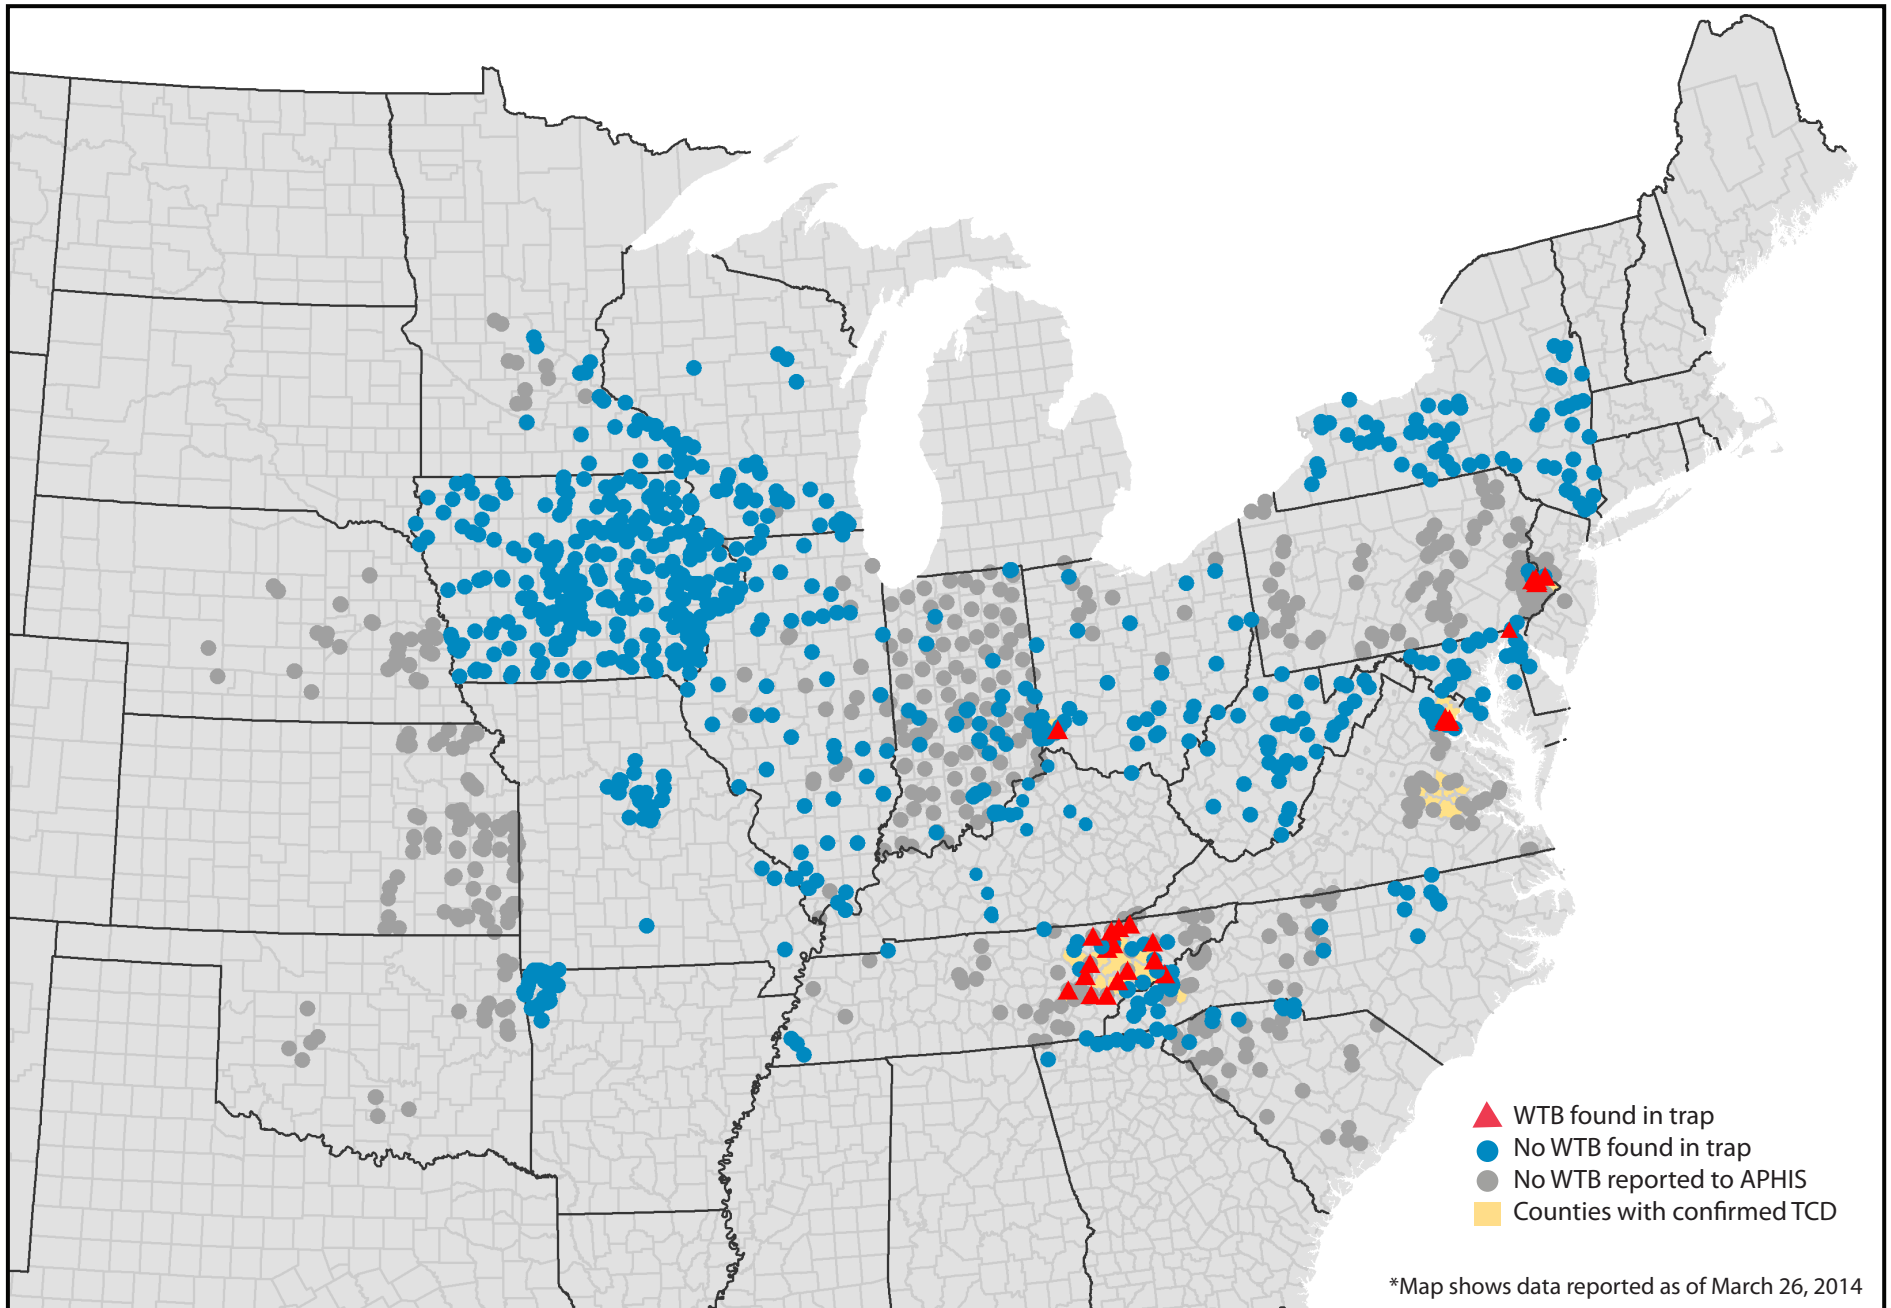 WTB found in trap
No WTB found in trap
No WTB reported to APHIS
Counties with confirmed TCD
*Map shows data reported as of March 26, 2014